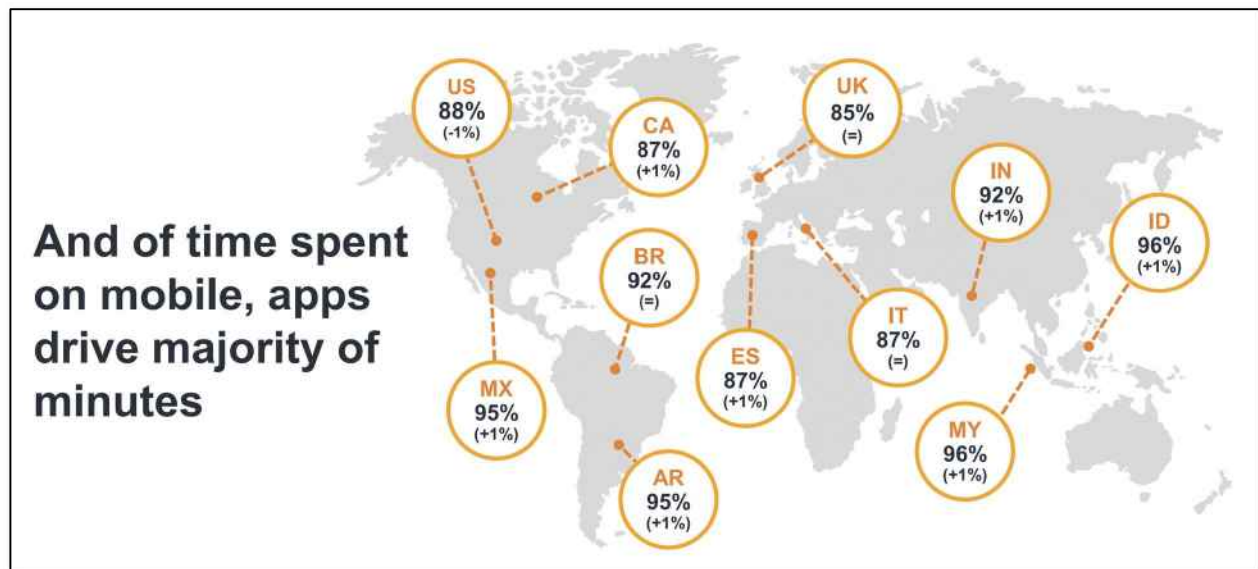 And of time spent
on mobile, apps
drive majority of
minutes
US
88%
(-1%)
CA
87%
(+1%)
UK
85%
(=)
IN
92%
(+1%)
ID
96%
(+1%)
BR
92%
(=)
IT
87%
(=)
ES
87%
(+1%)
MX
95%
(+1%)
MY
96%
(+1%)
AR
95%
(+1%)